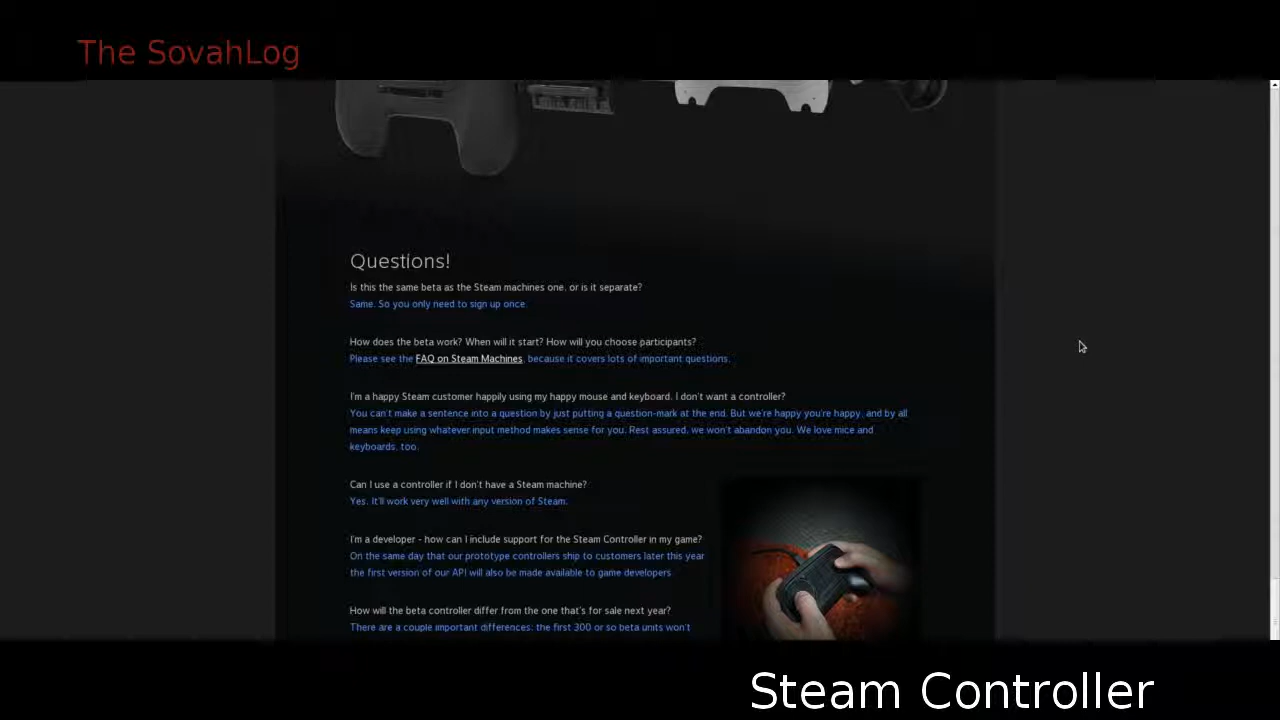 The SovahLog
Questions!
Is this the same beta as the Steam machines one, or is it separate?
Same. So you only need to sign up once.
How does the beta work? When will it start? How will you choose participants?
Please see the FAQ on Steam Machines, because it covers lots of important questions.
I'm a happy Steam customer happily using my happy mouse and keyboard. I don't want a controller?
You can't make a sentence into a question by just putting a question-mark at the end. But we're happy you're happy, and by all
means keep using whatever input method makes sense for you. Rest assured, we won't abandon you. We love mice and
keyboards, too.
Can I use a controller if I don't have a Steam machine?
Yes. It'll work very well with any version of Steam.
I'm a developer - how can I include support for the Steam Controller in my game?
On the same day that our prototype controllers ship to customers later this year
the first version of our API will also be made available to game developers.
How will the beta controller differ from the one that's for sale next year?
There are a couple important differences: the first 300 or so beta units won't
Steam Controller